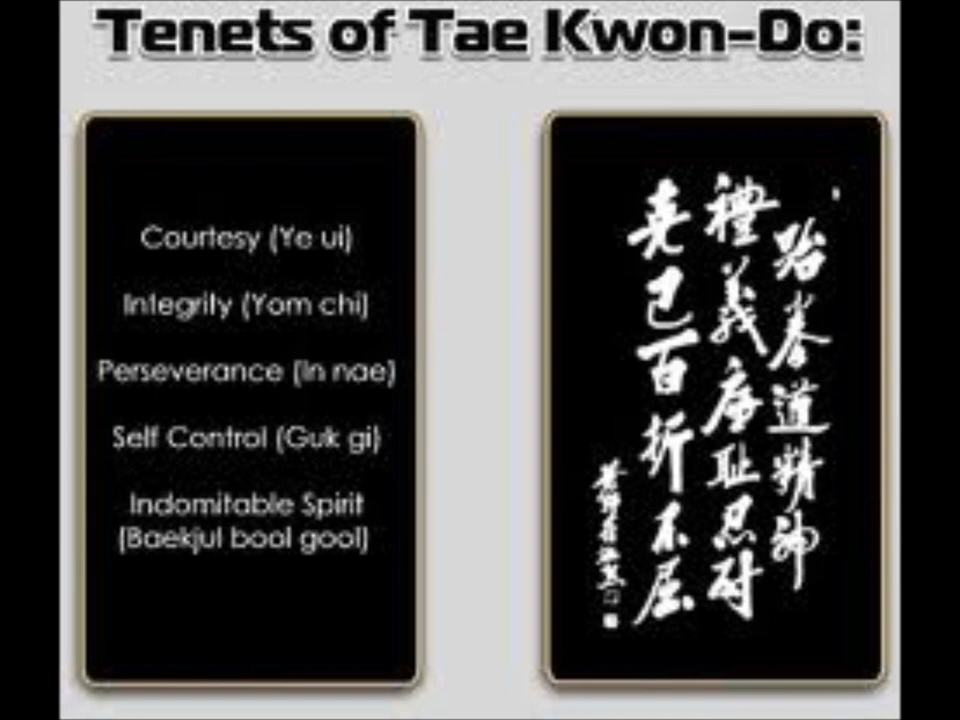 Tenets of Tae Kwon-Do:
Courtesy (Ye ui)
Integrity (Yom chi)
Perseverance (In nae)
Self Control (Guk gi)
Indomitable Spirit
(Baekjul bool gool)
跆拳道精神
禮義廉恥忍耐
克己百折不屈